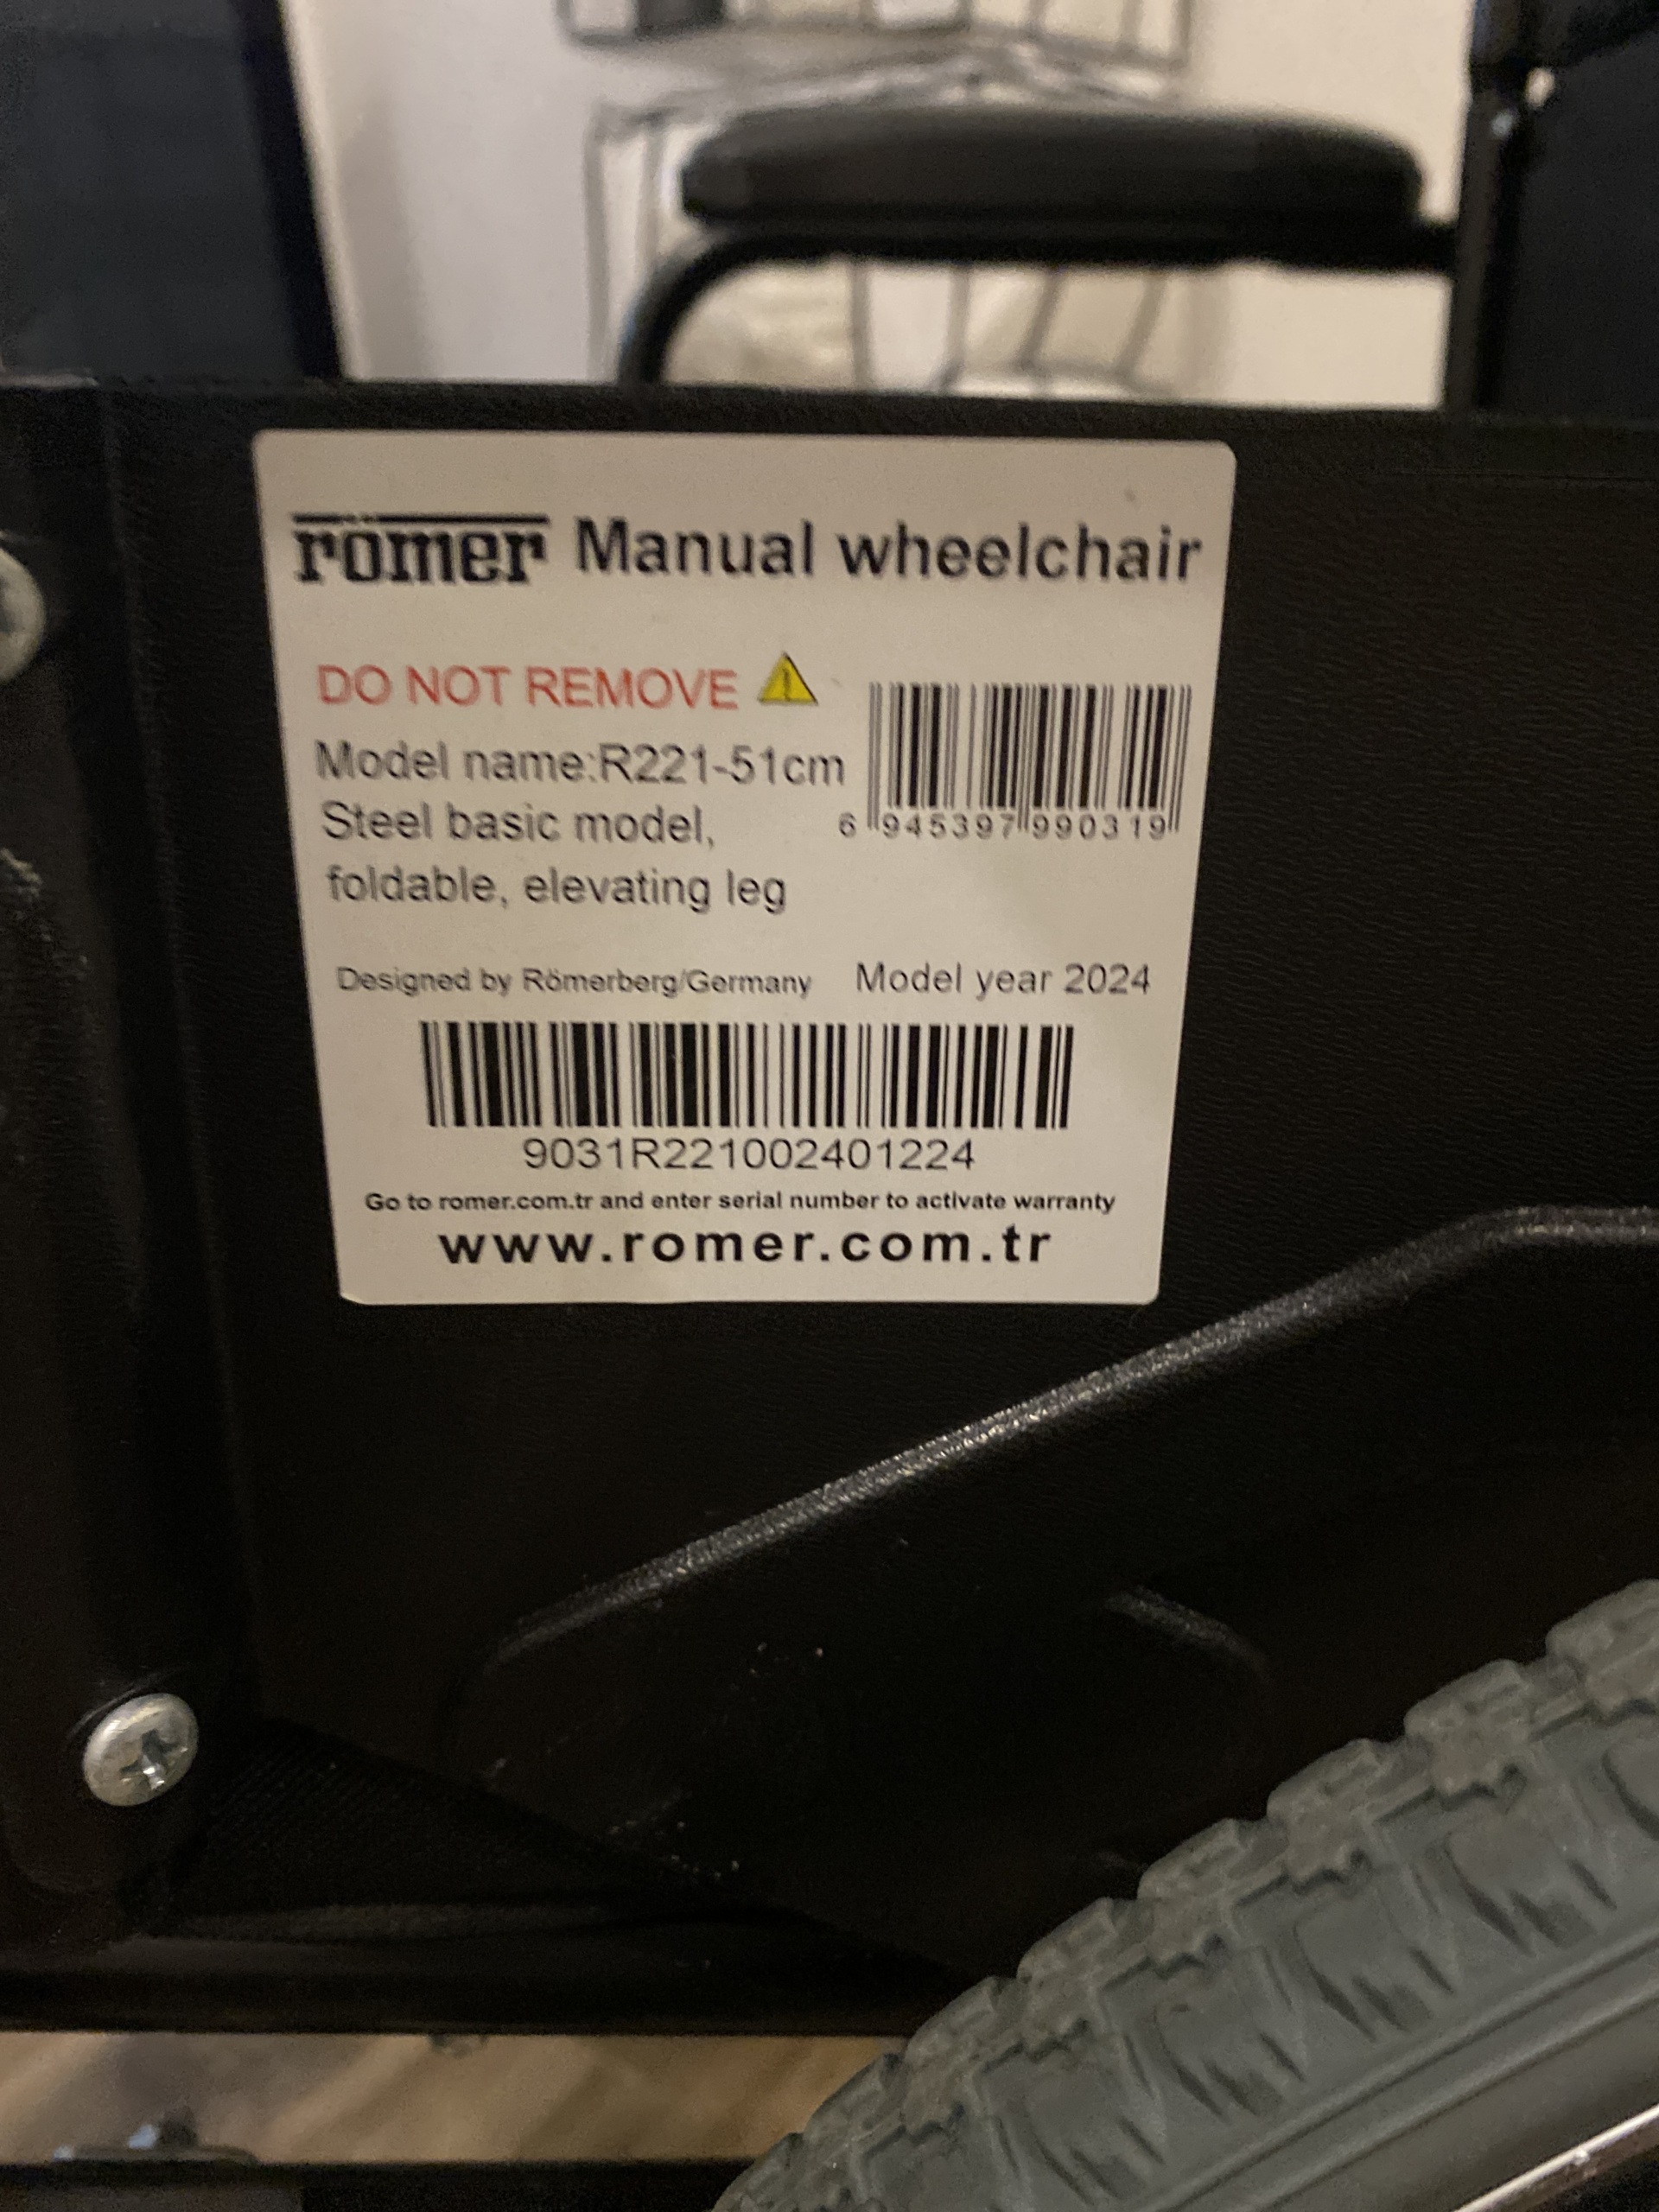 römer Manual wheelchair
DO NOT REMOVE
Model name:R221-51cm
Steel basic model,
foldable, elevating leg
6 945397 990319
Designed by Römerberg/Germany Model year 2024
9031R221002401224
Go to romer.com.tr and enter serial number to activate warranty
www.romer.com.tr